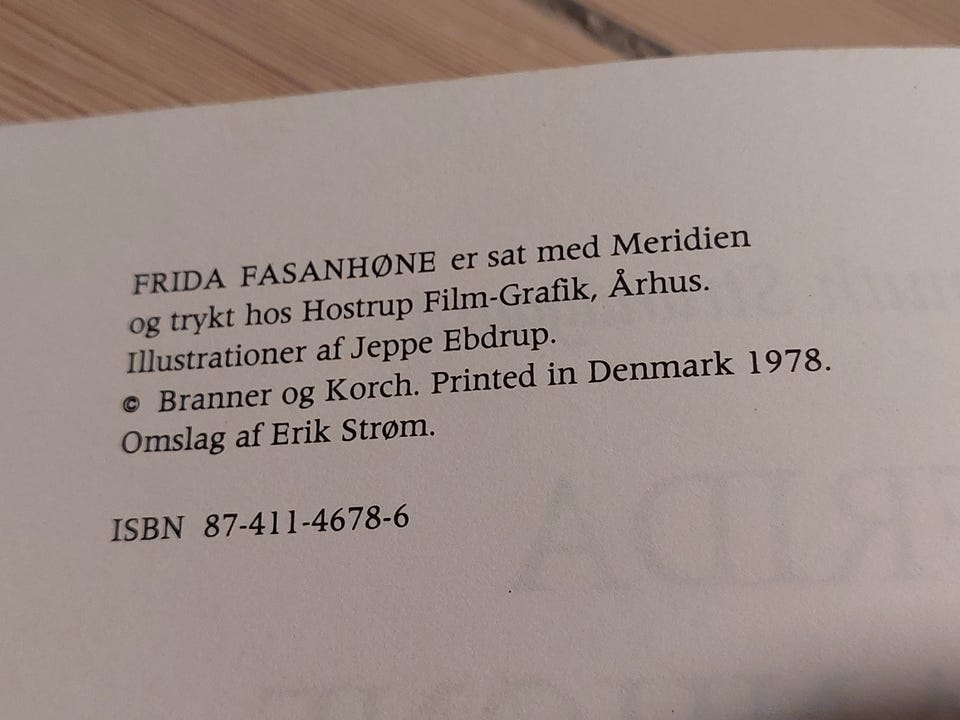 FRIDA FASANHØNE er sat med Meridien
og trykt hos Hostrup Film-Grafik, Århus.
Illustrationer af Jeppe Ebdrup.
© Branner og Korch. Printed in Denmark 1978.
Omslag af Erik Strøm.
ISBN 87-411-4678-6